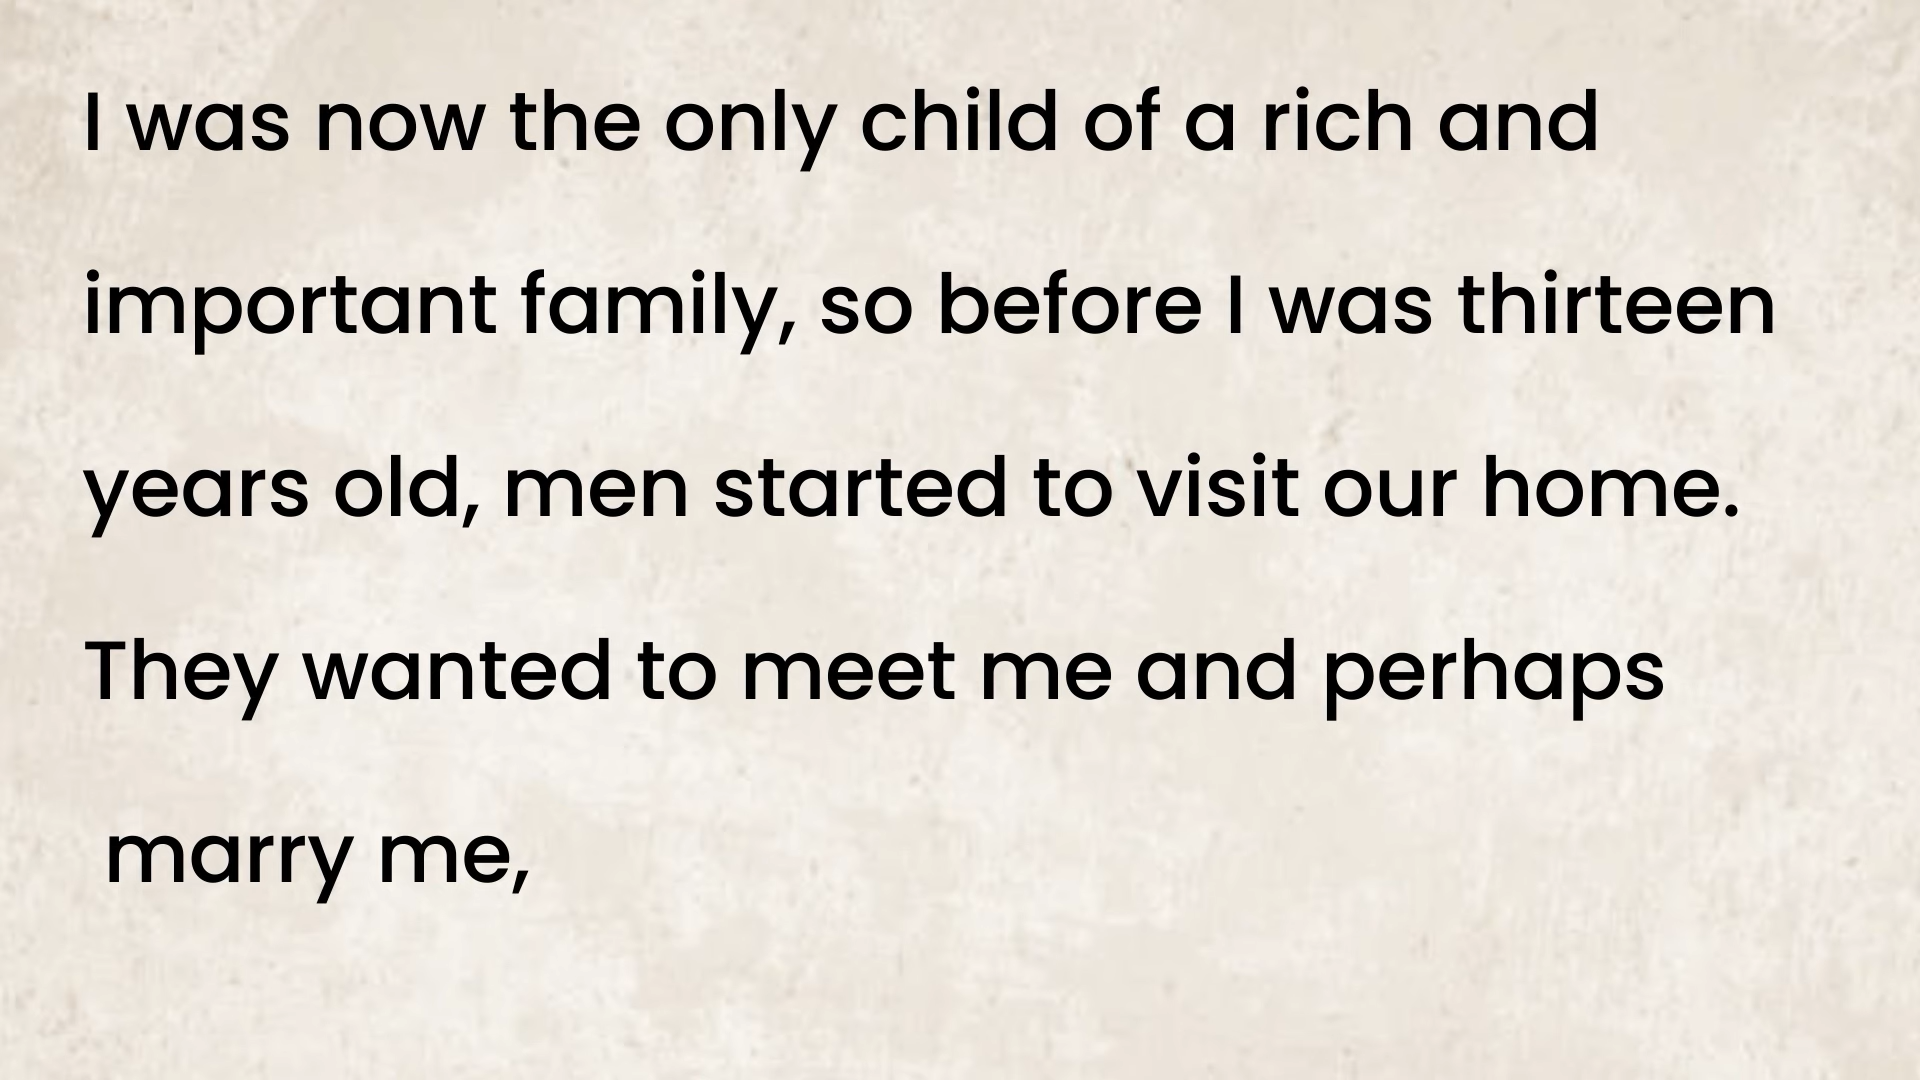 I was now the only child of a rich and
important family, so before I was thirteen
years old, men started to visit our home.
They wanted to meet me and perhaps
marry me,